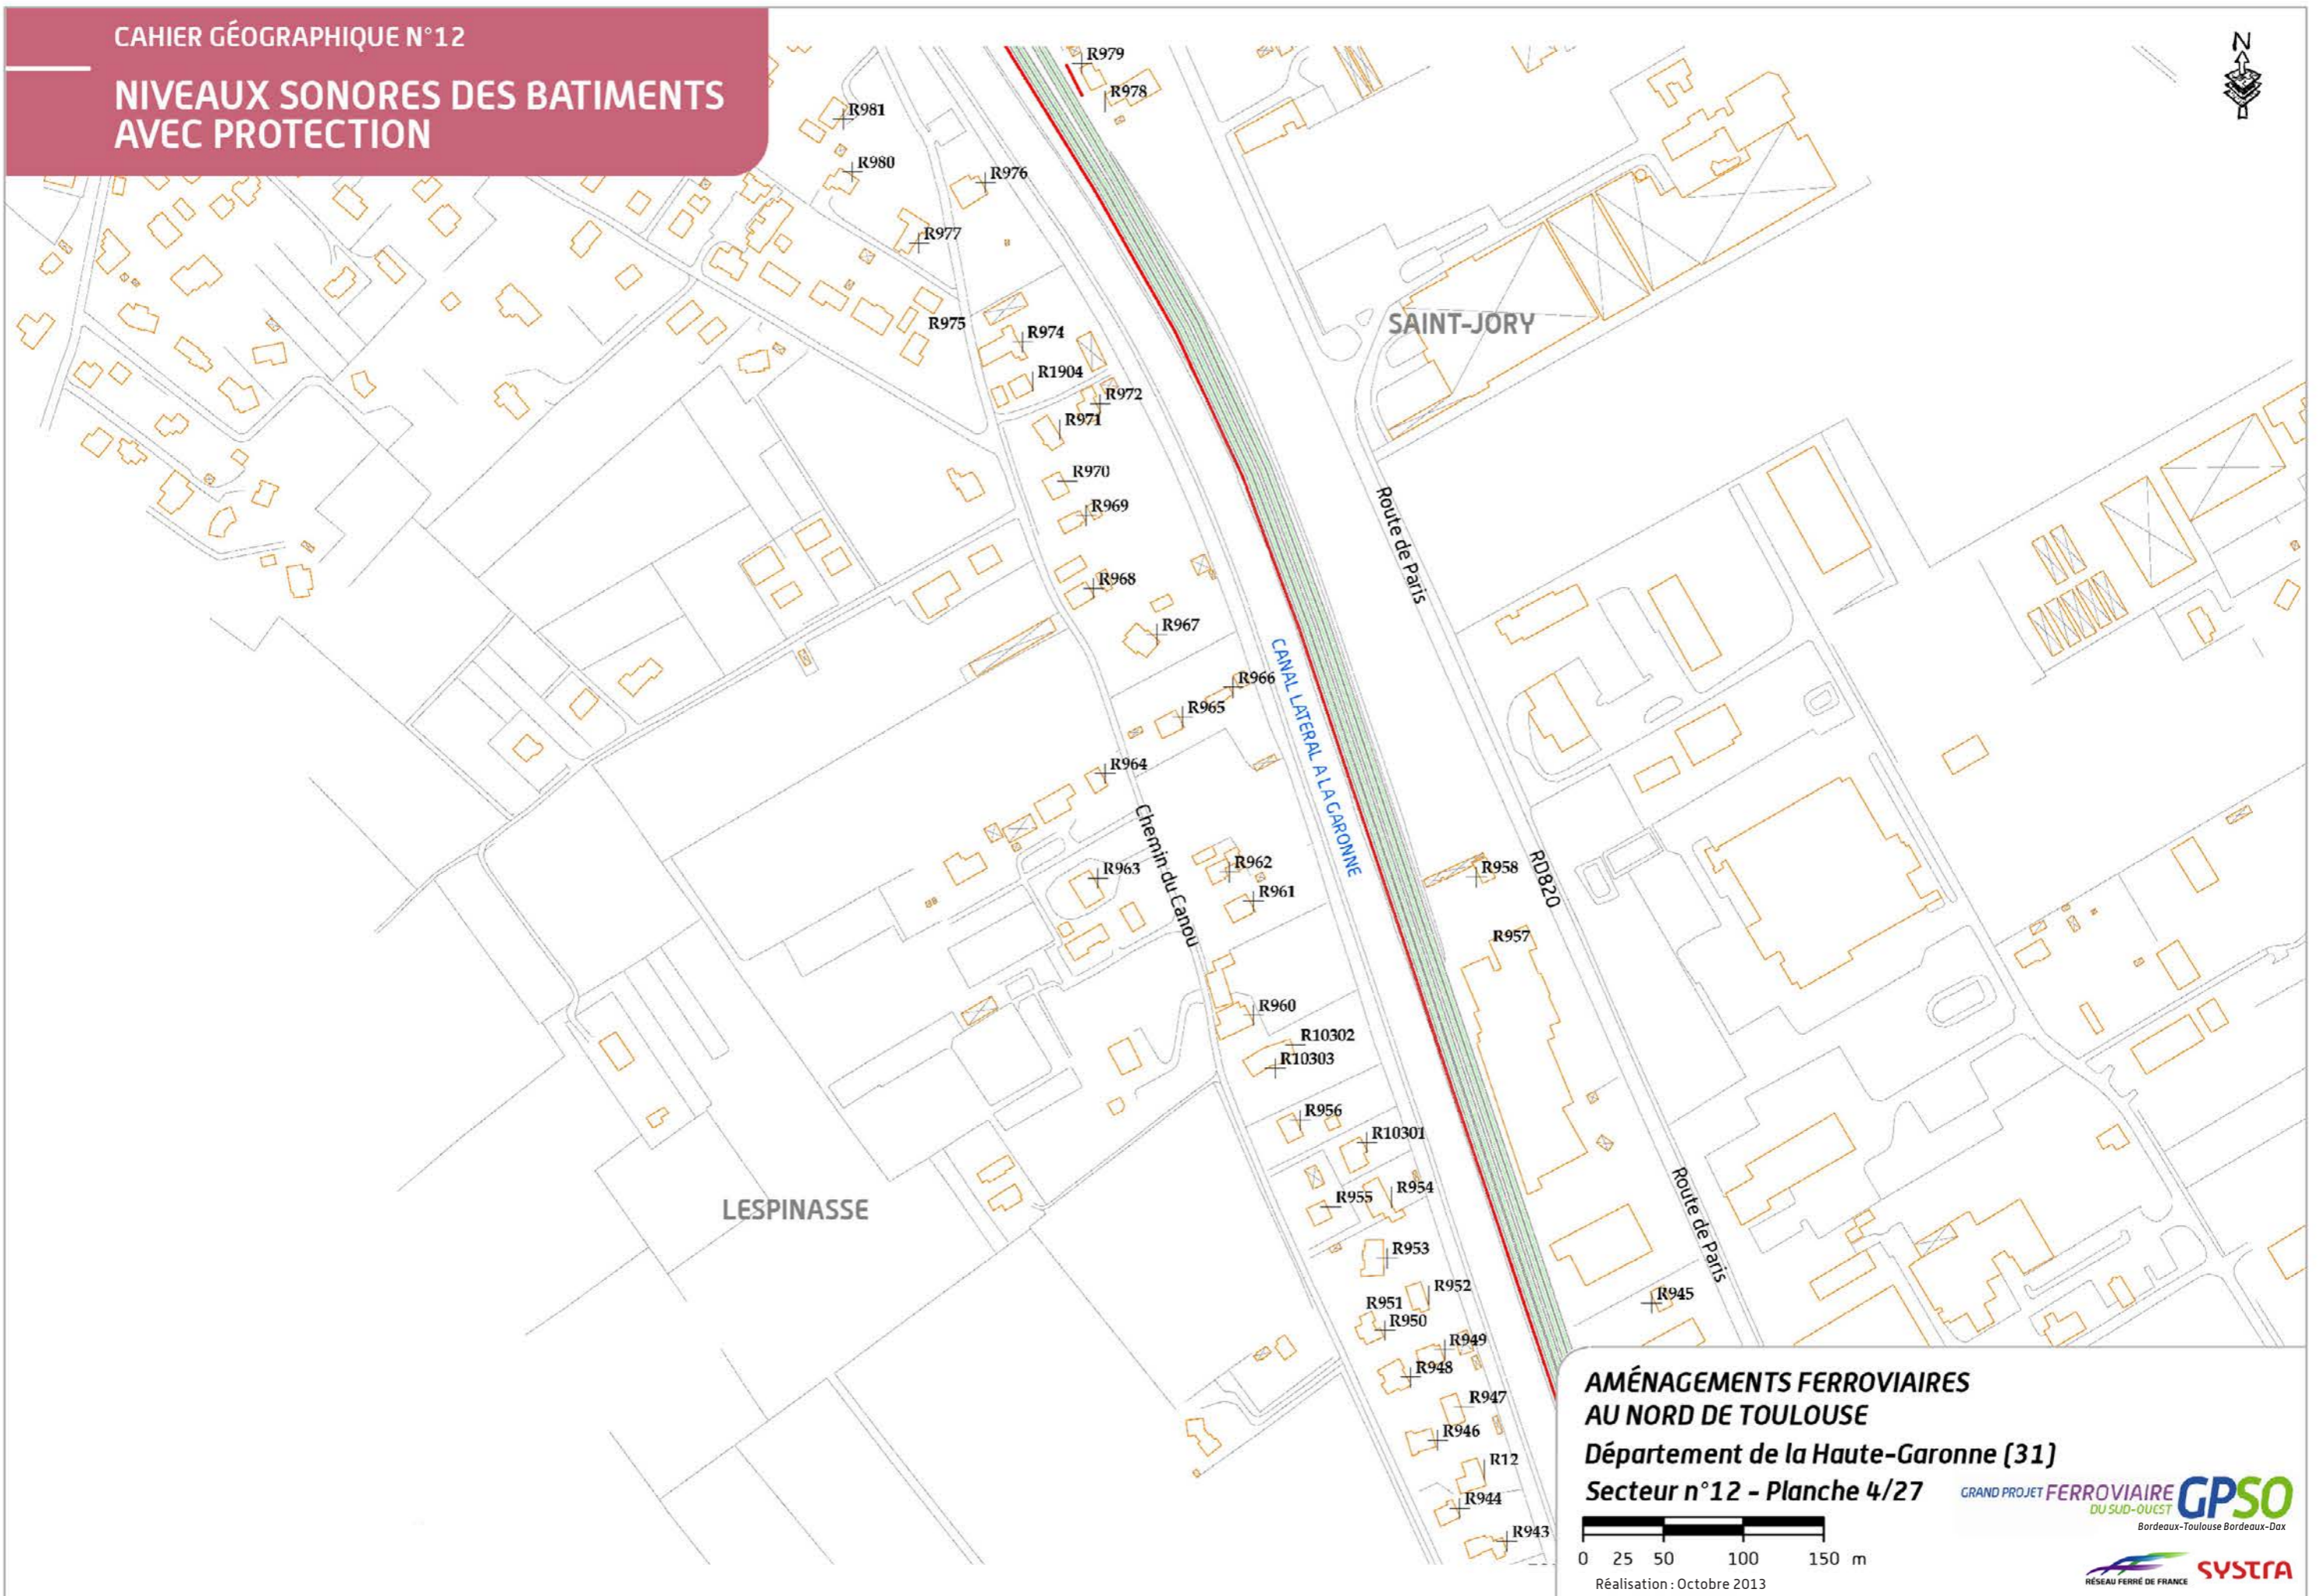 CAHIER GÉOGRAPHIQUE N°12
NIVEAUX SONORES DES BATIMENTS
AVEC PROTECTION
N
R979
R978
R981
R980
R976
R977
R975
R974
R1904
R972
R971
R970
R969
R968
R967
R966
R965
R964
R963
R962
R961
R960
R10302
R10303
R956
R10301
R955
R954
R953
R952
R951
R950
R949
R948
R947
R946
R12
R944
R943
R958
R957
R945
SAINT-JORY
LESPINASSE
Route de Paris
RD820
Route de Paris
CANAL LATERAL A LA GARONNE
Chemin du Canou
AMÉNAGEMENTS FERROVIAIRES
AU NORD DE TOULOUSE
Département de la Haute-Garonne (31)
Secteur n°12 - Planche 4/27
GRAND PROJET FERROVIAIRE
DU SUD-OUEST
GPSO
Bordeaux-Toulouse Bordeaux-Dax
0 25 50 100 150 m
Réalisation : Octobre 2013
RÉSEAU FERRÉ DE FRANCE
SYSTRA